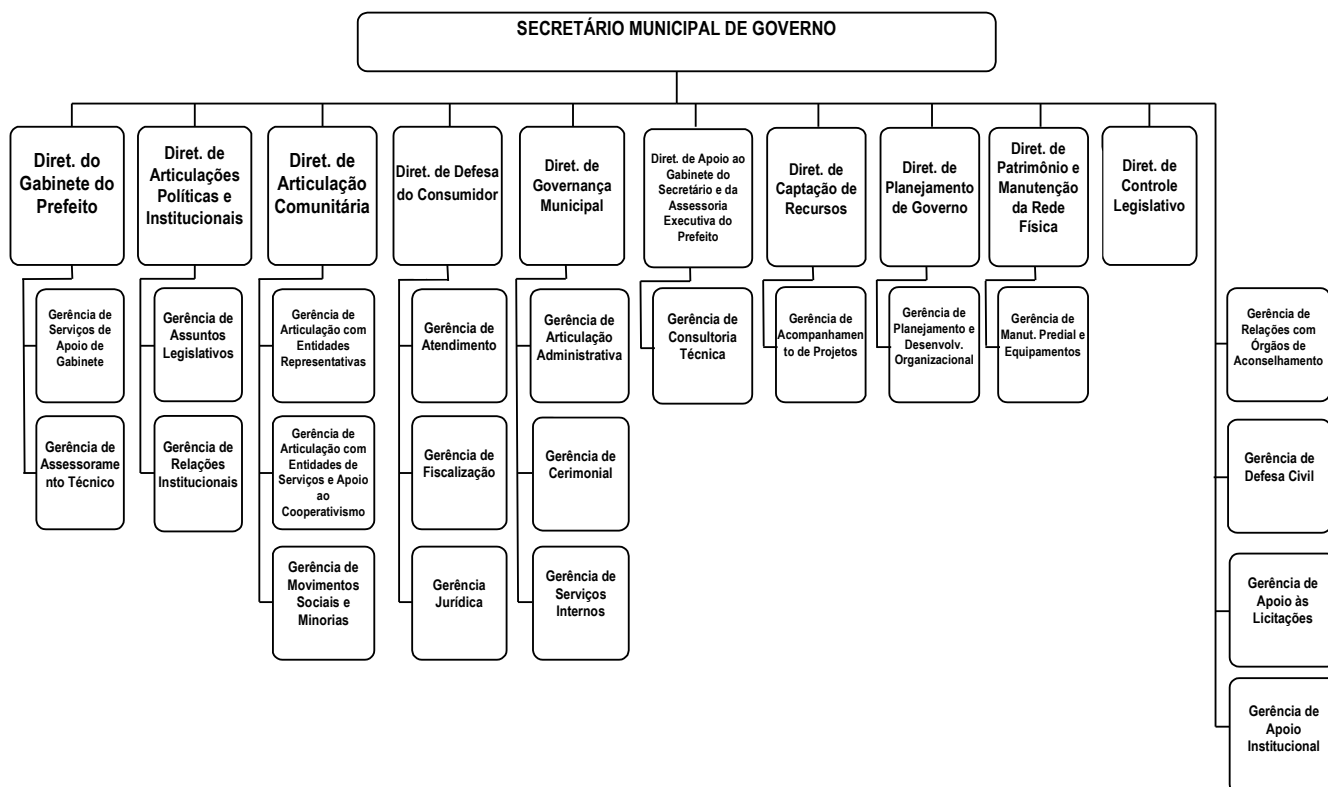 SECRETÁRIO MUNICIPAL DE GOVERNO
Diret. do
Gabinete do
Prefeito
Diret. de
Articulações
Políticas e
Institucionais
Diret. de
Articulação
Comunitária
Diret. de Defesa
do Consumidor
Diret. de
Governança
Municipal
Diret. de Apoio ao
Gabinete do
Secretário e da
Assessoria
Executiva do
Prefeito
Diret. de
Captação de
Recursos
Diret. de
Planejamento
de Governo
Diret. de
Patrimônio e
Manutenção
da Rede
Física
Diret. de
Controle
Legislativo
Gerência de
Serviços de
Apoio de
Gabinete
Gerência de
Assuntos
Legislativos
Gerência de
Articulação com
Entidades
Representativas
Gerência de
Atendimento
Gerência de
Articulação
Administrativa
Gerência de
Consultoria
Técnica
Gerência de
Acompanhame
nto de Projetos
Gerência de
Planejamento e
Desenvolv.
Organizacional
Gerência de
Manut. Predial e
Equipamentos
Gerência de
Relações com
Órgãos de
Aconselhamento
Gerência de
Assessorame
nto Técnico
Gerência de
Relações
Institucionais
Gerência de
Articulação com
Entidades de
Serviços e Apoio
ao
Cooperativismo
Gerência de
Fiscalização
Gerência de
Cerimonial
Gerência de
Defesa Civil
Gerência de
Movimentos
Sociais e
Minorias
Gerência
Jurídica
Gerência de
Serviços
Internos
Gerência de
Apoio às
Licitações
Gerência de
Apoio
Institucional